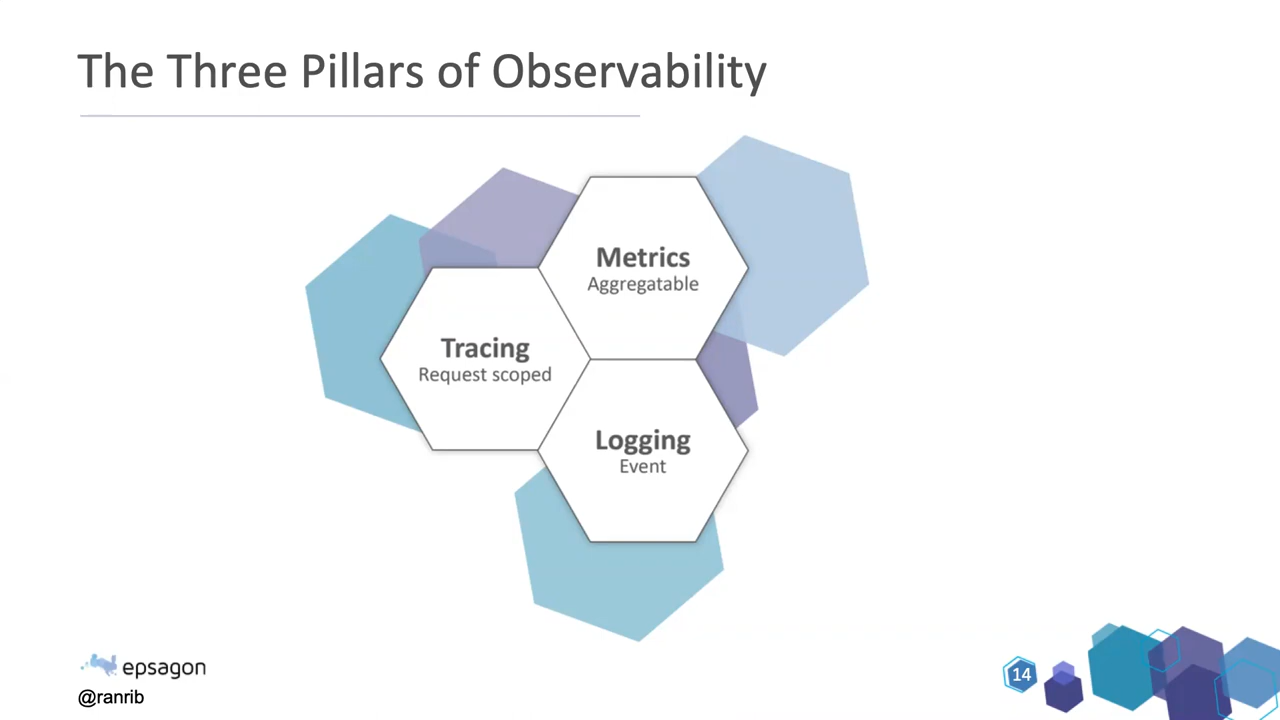 The Three Pillars of Observability
Metrics
Aggregatable
Tracing
Request scoped
Logging
Event
epsagon
@ranrib
14